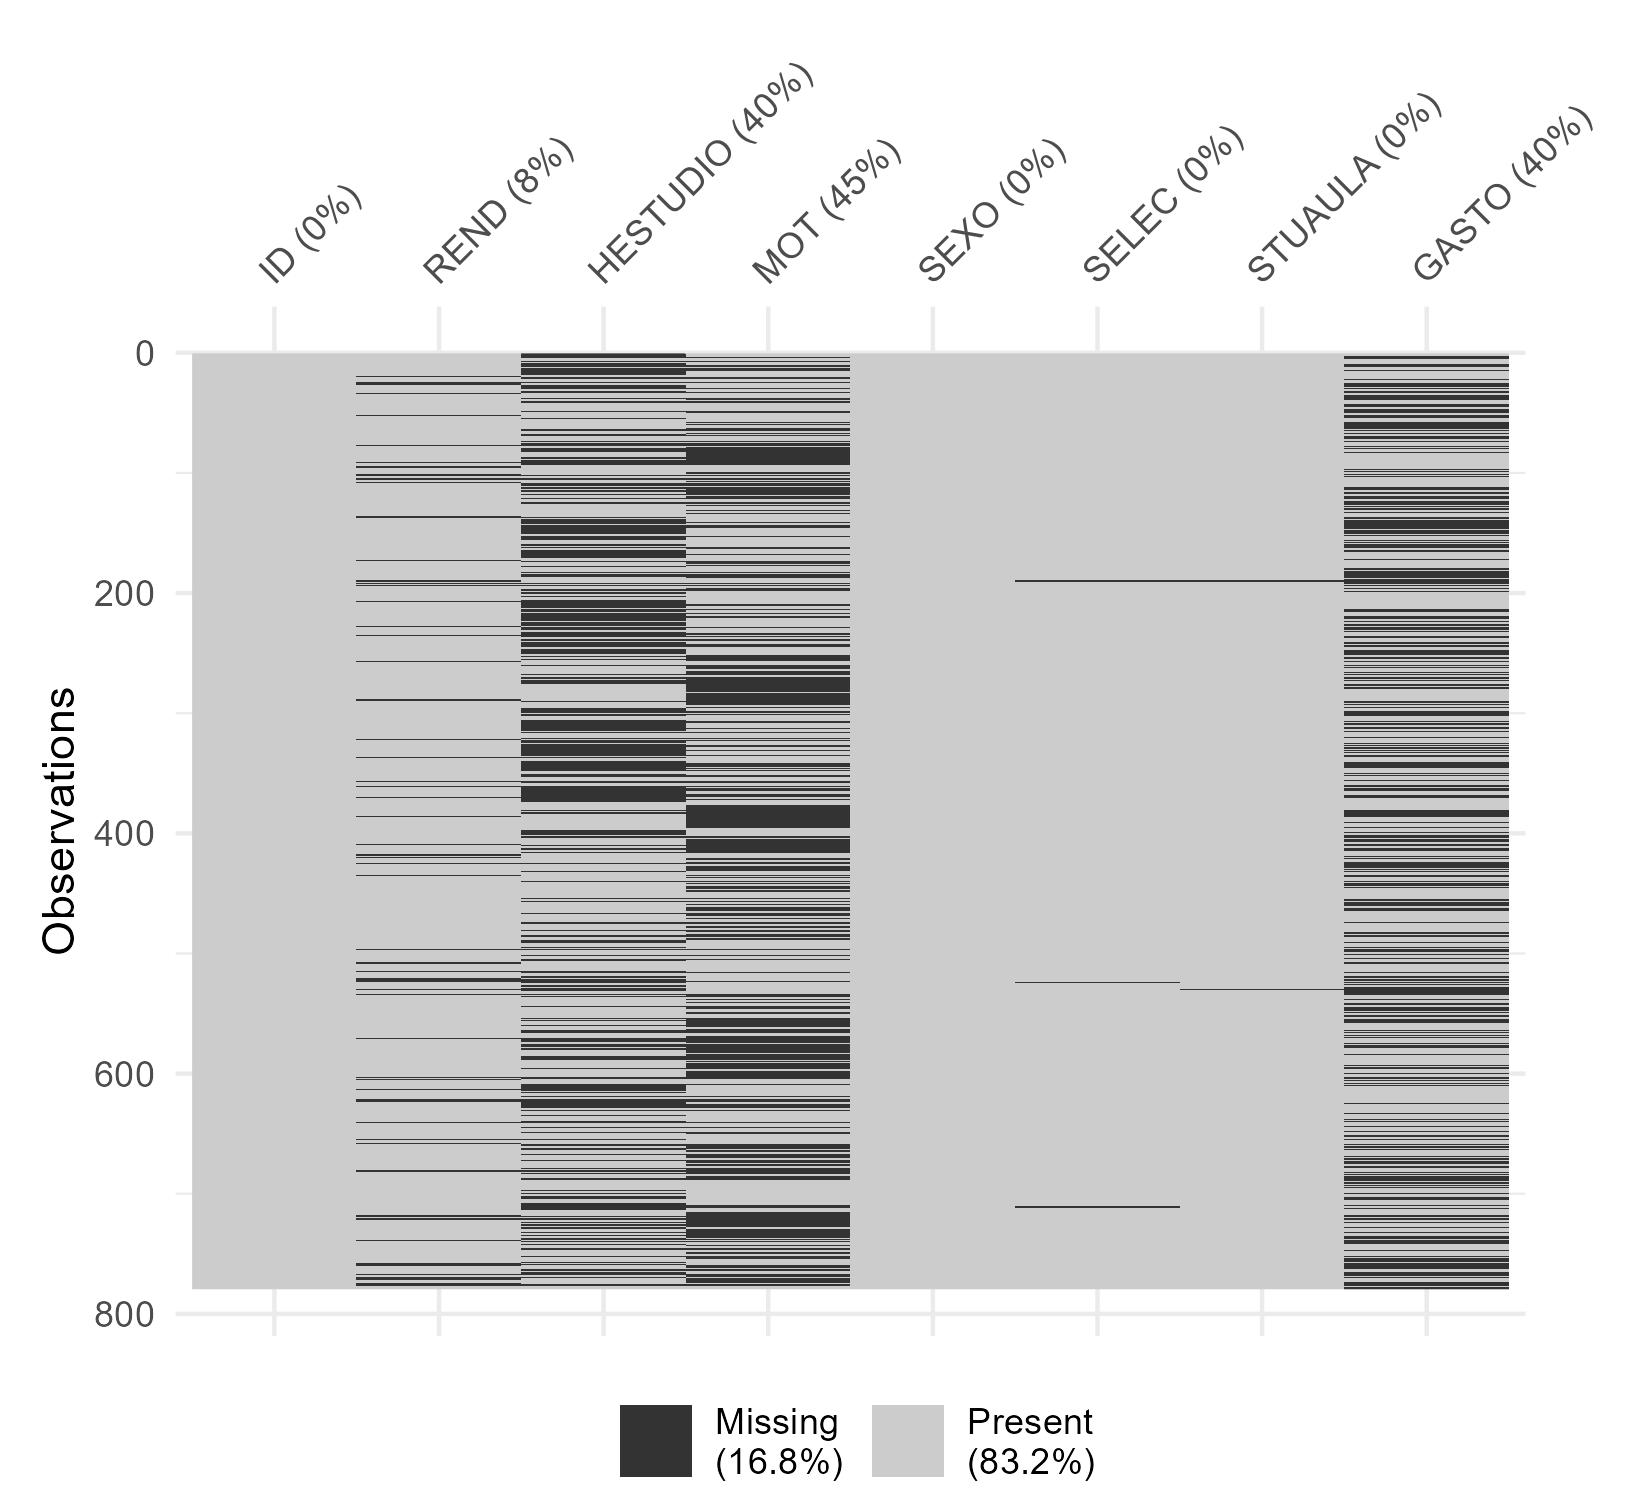 ID (0%)
REND (8%)
HESTUDIO (40%)
MOT (45%)
SEXO (0%)
SELEC (0%)
STUAULA (0%)
GASTO (40%)
0
200
400
600
800
Observations
Missing
(16.8%)
Present
(83.2%)